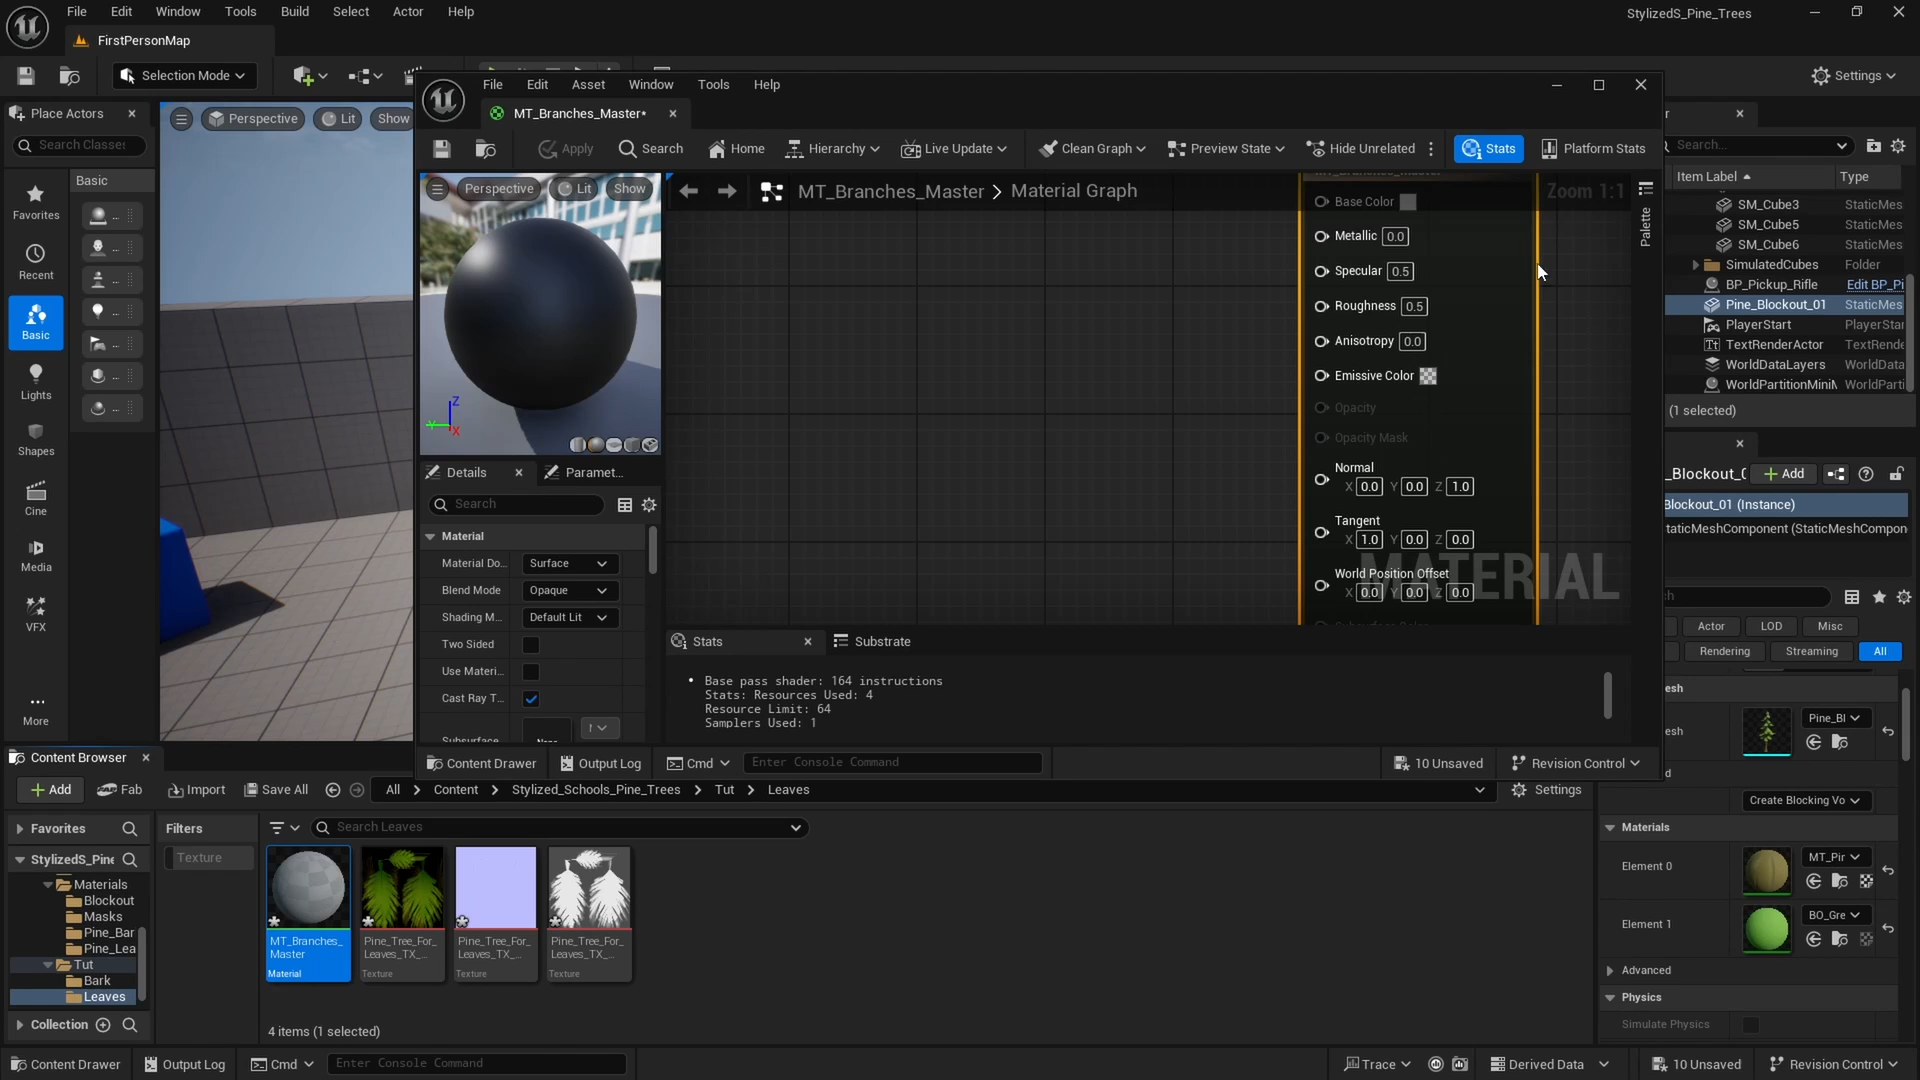 File Edit Window Tools Build Select Actor Help
StylizedS_Pine_Trees
FirstPersonMap
Selection Mode
Settings
Place Actors
Search Classes
Favorites
Recent
Basic
Lights
Shapes
Cine
Media
VFX
More
Basic
Perspective
Lit
Show
File Edit Asset Window Tools Help
MT_Branches_Master*
Apply
Search
Home
Hierarchy
Live Update
Clean Graph
Preview State
Hide Unrelated
Stats
Platform Stats
Perspective
Lit
Show
Z
X
MT_Branches_Master > Material Graph
Zoom 1:1
Palette
Base Color
Metallic 0.0
Specular 0.5
Roughness 0.5
Anisotropy 0.0
Emissive Color
Opacity
Opacity Mask
Normal
X 0.0 Y 0.0 Z 1.0
Tangent
X 1.0 Y 0.0 Z 0.0
World Position Offset
X 0.0 Y 0.0 Z 0.0
MATERIAL
Details
Paramet...
Search
Material
Material Do... Surface
Blend Mode Opaque
Shading M... Default Lit
Two Sided
Use Materi...
Cast Ray T...
Stats
Substrate
• Base pass shader: 164 instructions
Stats: Resources Used: 4
Resource Limit: 64
Samplers Used: 1
Content Drawer
Output Log
Cmd
Enter Console Command
10 Unsaved
Revision Control
Search...
Item Label
Type
SM_Cube3 StaticMes
SM_Cube5 StaticMes
SM_Cube6 StaticMes
SimulatedCubes Folder
BP_Pickup_Rifle Edit BP_Pi
Pine_Blockout_01 StaticMes
PlayerStart PlayerStar
TextRenderActor TextRende
WorldDataLayers WorldData
WorldPartitionMiniM WorldParti
(1 selected)
_Blockout_0
Add
Blockout_01 (Instance)
taticMeshComponent (StaticMeshCompon
Actor
LOD
Misc
Rendering
Streaming
All
esh
esh
Pine_Bl
Create Blocking Vo
Materials
Element 0
MT_Pir
Element 1
BO_Gre
Advanced
Physics
Simulate Physics
Content Browser
Add
Fab
Import
Save All
All > Content > Stylized_Schools_Pine_Trees > Tut > Leaves
Settings
Favorites
StylizedS_Pine
Materials
Blockout
Masks
Pine_Bar
Pine_Lea
Tut
Bark
Leaves
Collection
Filters
Texture
Search Leaves
MT_Branches_
Master
Material
Pine_Tree_For_
Leaves_TX_...
Texture
Pine_Tree_For_
Leaves_TX_...
Texture
Pine_Tree_For_
Leaves_TX_...
Texture
4 items (1 selected)
Content Drawer
Output Log
Cmd
Enter Console Command
Trace
Derived Data
10 Unsaved
Revision Control